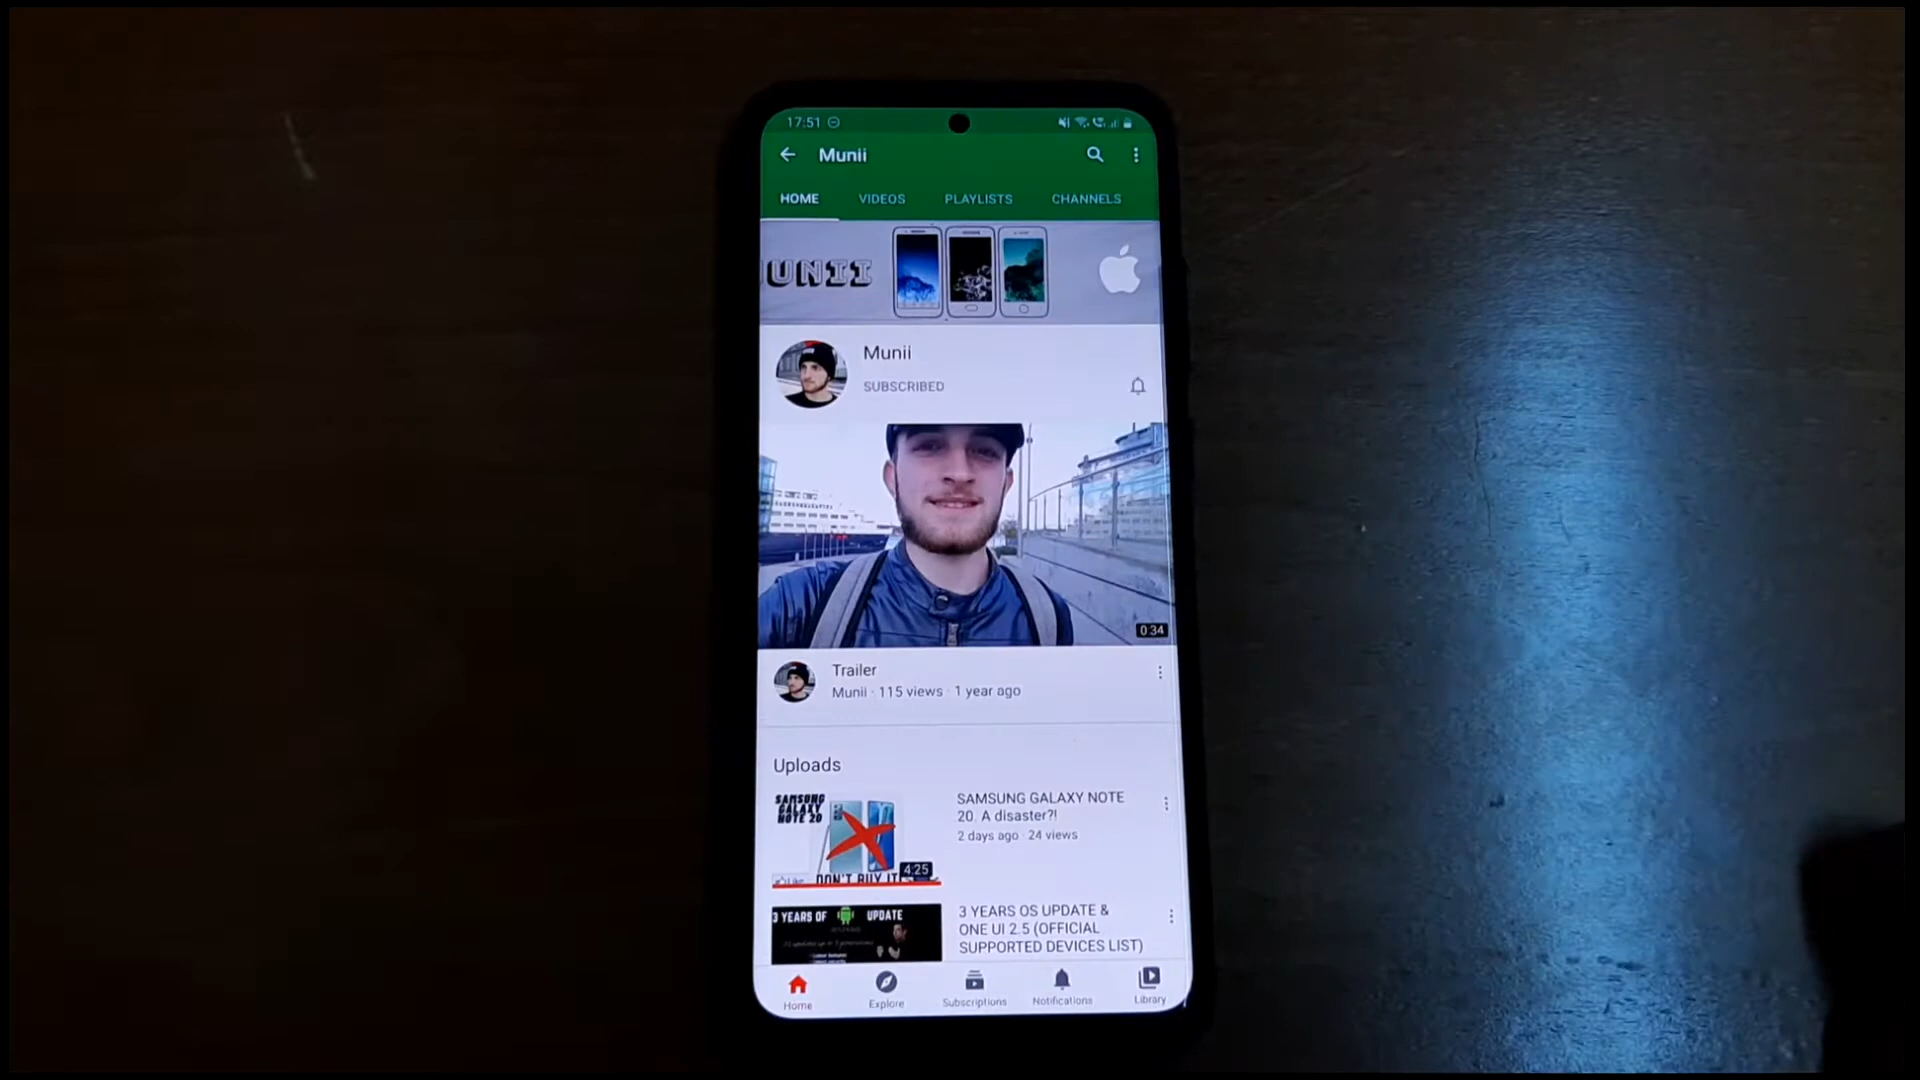 17:51
Munii
HOME VIDEOS PLAYLISTS CHANNELS
UNII
Munii
SUBSCRIBED
0:34
Trailer
Munii · 115 views · 1 year ago
Uploads
SAMSUNG
GALAXY
NOTE 20
4:25
DON'T BUY IT
SAMSUNG GALAXY NOTE
20. A disaster?!
2 days ago · 24 views
3 YEARS OF UPDATE
3 YEARS OS UPDATE &
ONE UI 2.5 (OFFICIAL
SUPPORTED DEVICES LIST)
Home Explore Subscriptions Notifications Library